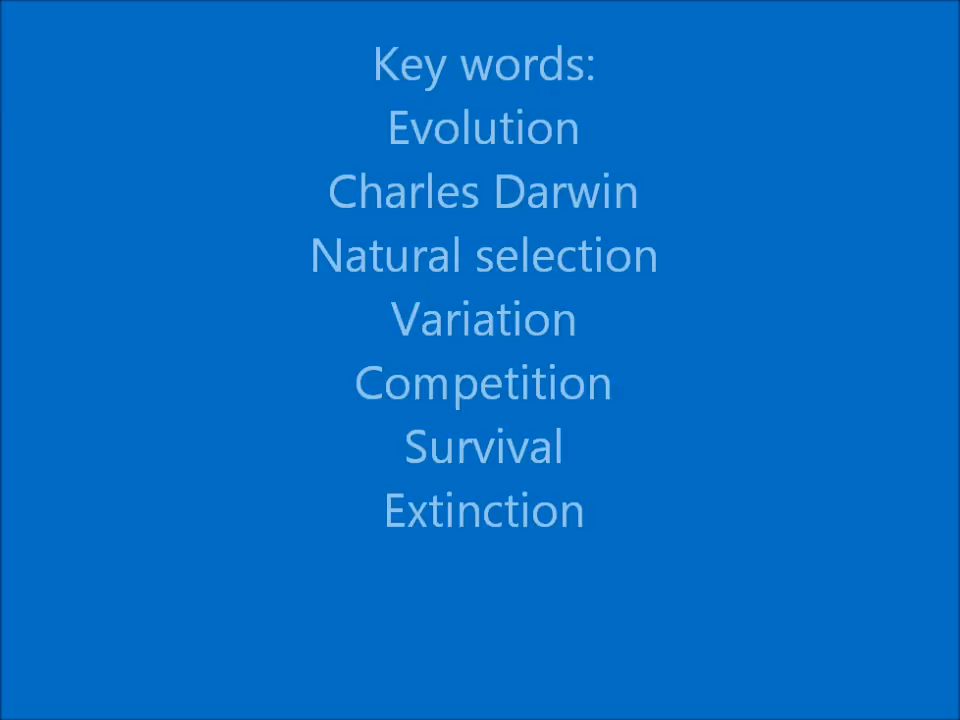 Key words:
Evolution
Charles Darwin
Natural selection
Variation
Competition
Survival
Extinction